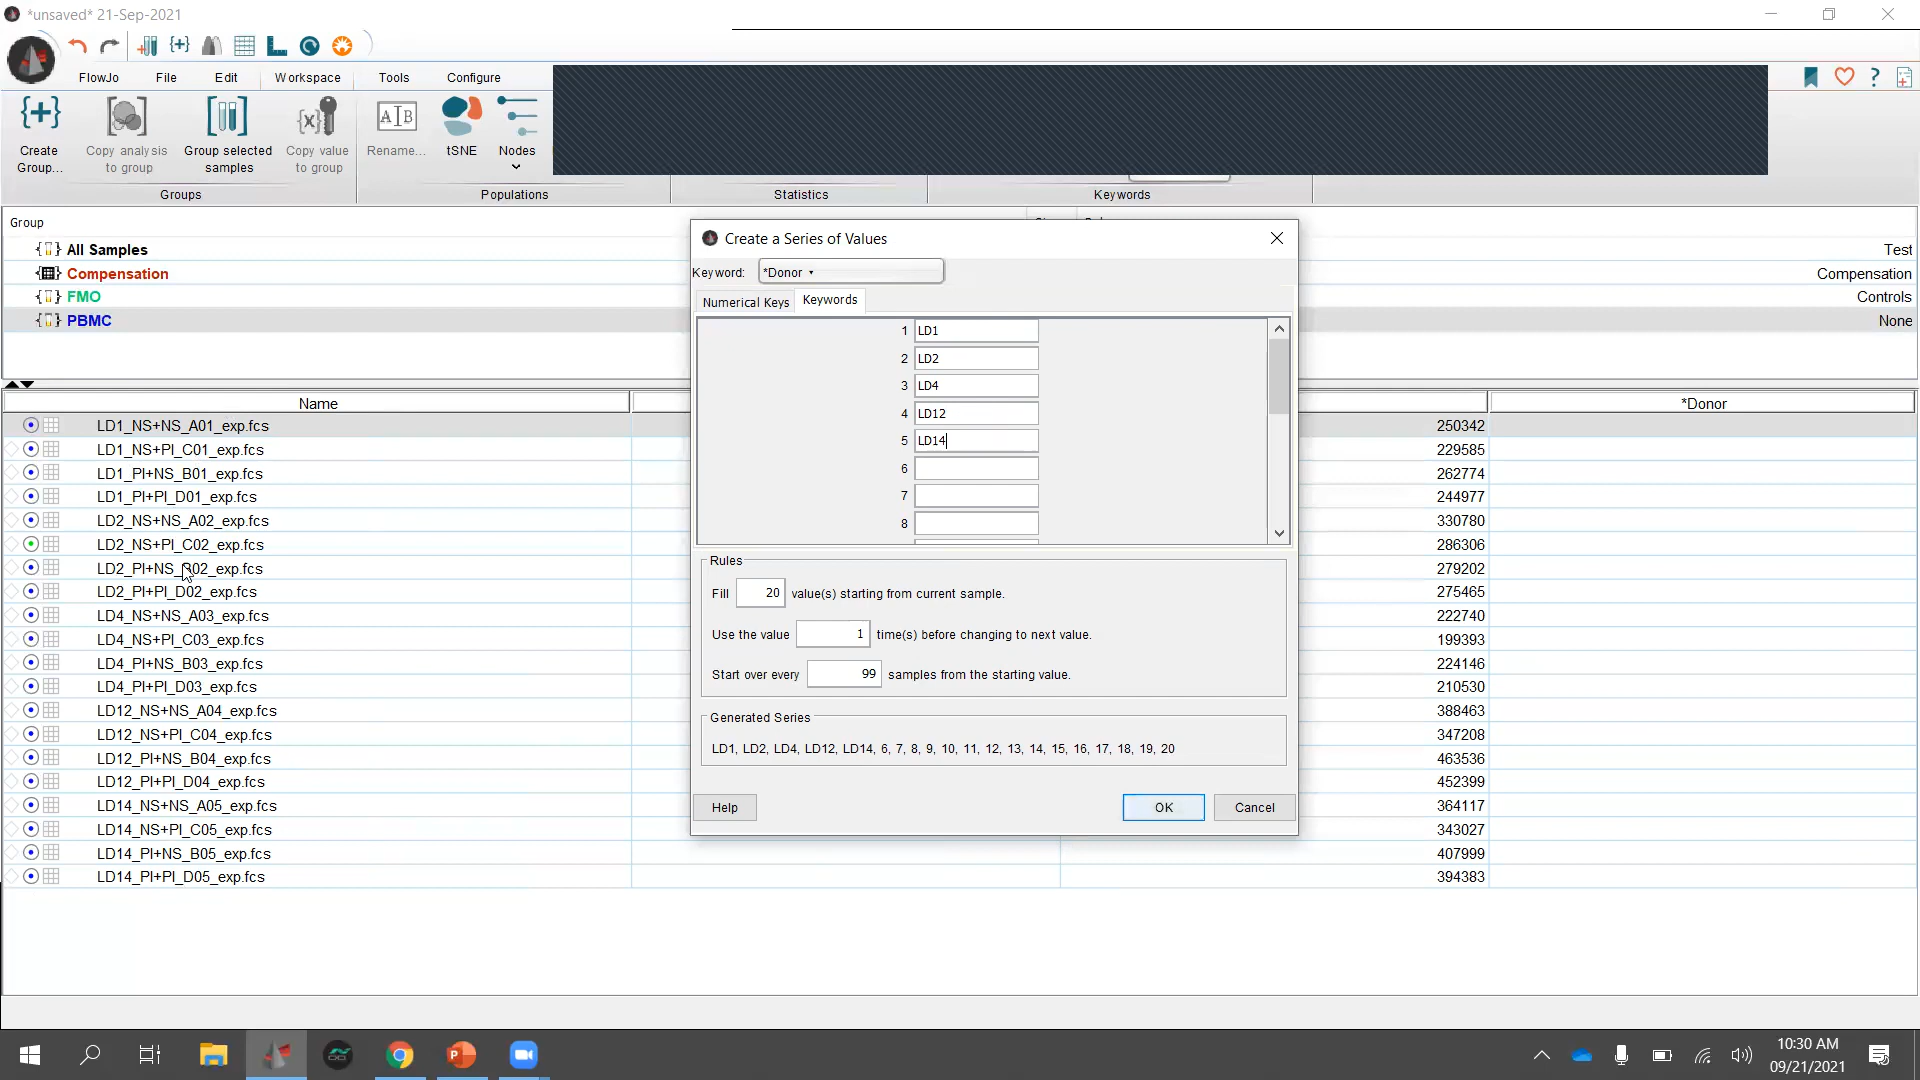 *unsaved* 21-Sep-2021
FlowJo File Edit Workspace Tools Configure
Create Group...
Copy analysis to group
Group selected samples
Copy value to group
Rename...
tSNE
Nodes
Groups Populations Statistics Keywords
Group
All Samples Test
Compensation Compensation
FMO Controls
PBMC None
Create a Series of Values
Keyword: *Donor
Numerical Keys Keywords
1 LD1
2 LD2
3 LD4
4 LD12
5 LD14
6
7
8
Rules
Fill 20 value(s) starting from current sample.
Use the value 1 time(s) before changing to next value.
Start over every 99 samples from the starting value.
Generated Series
LD1, LD2, LD4, LD12, LD14, 6, 7, 8, 9, 10, 11, 12, 13, 14, 15, 16, 17, 18, 19, 20
Help OK Cancel
Name *Donor
LD1_NS+NS_A01_exp.fcs 250342
LD1_NS+PI_C01_exp.fcs 229585
LD1_PI+NS_B01_exp.fcs 262774
LD1_PI+PI_D01_exp.fcs 244977
LD2_NS+NS_A02_exp.fcs 330780
LD2_NS+PI_C02_exp.fcs 286306
LD2_PI+NS_B02_exp.fcs 279202
LD2_PI+PI_D02_exp.fcs 275465
LD4_NS+NS_A03_exp.fcs 222740
LD4_NS+PI_C03_exp.fcs 199393
LD4_PI+NS_B03_exp.fcs 224146
LD4_PI+PI_D03_exp.fcs 210530
LD12_NS+NS_A04_exp.fcs 388463
LD12_NS+PI_C04_exp.fcs 347208
LD12_PI+NS_B04_exp.fcs 463536
LD12_PI+PI_D04_exp.fcs 452399
LD14_NS+NS_A05_exp.fcs 364117
LD14_NS+PI_C05_exp.fcs 343027
LD14_PI+NS_B05_exp.fcs 407999
LD14_PI+PI_D05_exp.fcs 394383
10:30 AM
09/21/2021